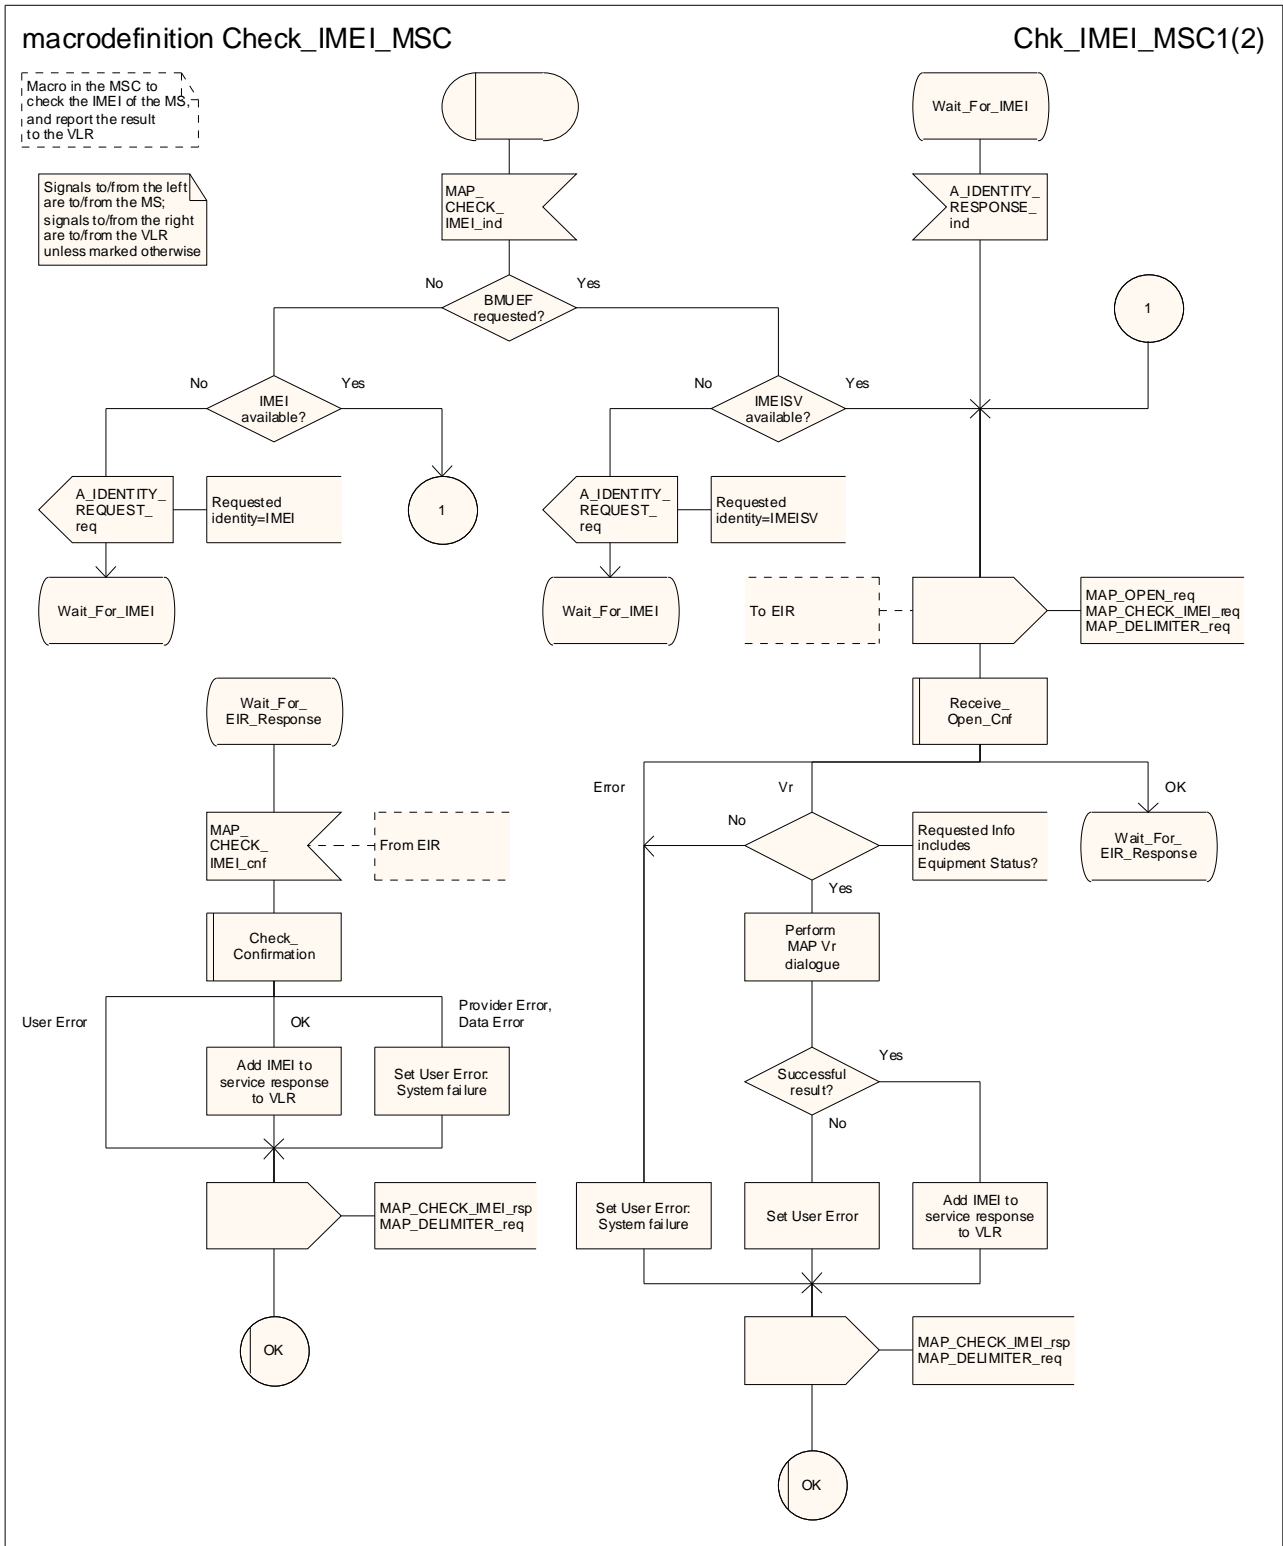 macrodefinition Check_IMEI_MSC
Chk_IMEI_MSC1(2)
Macro in the MSC to
check the IMEI of the MS,
and report the result
to the VLR
Signals to/from the left
are to/from the MS;
signals to/from the right
are to/from the VLR
unless marked otherwise
MAP_
CHECK_
IMEI_ind
Wait_For_IMEI
A_IDENTITY_
RESPONSE_
ind
No
BMUEF
requested?
Yes
1
No
IMEI
available?
Yes
No
IMEISV
available?
Yes
A_IDENTITY_
REQUEST_
req
Requested
identity=IMEI
1
A_IDENTITY_
REQUEST_
req
Requested
identity=IMEISV
Wait_For_IMEI
Wait_For_IMEI
To EIR
MAP_OPEN_req
MAP_CHECK_IMEI_req
MAP_DELIMITER_req
Wait_For_
EIR_Response
Receive_
Open_Cnf
Error
Vr
OK
MAP_
CHECK_
IMEI_cnf
From EIR
No
Requested Info
includes
Equipment Status?
Wait_For_
EIR_Response
Yes
Check_
Confirmation
Perform
MAP Vr
dialogue
User Error
OK
Provider Error,
Data Error
Add IMEI to
service response
to VLR
Set User Error:
System failure
Successful
result?
Yes
No
MAP_CHECK_IMEI_rsp
MAP_DELIMITER_req
Set User Error:
System failure
Set User Error
Add IMEI to
service response
to VLR
OK
MAP_CHECK_IMEI_rsp
MAP_DELIMITER_req
OK